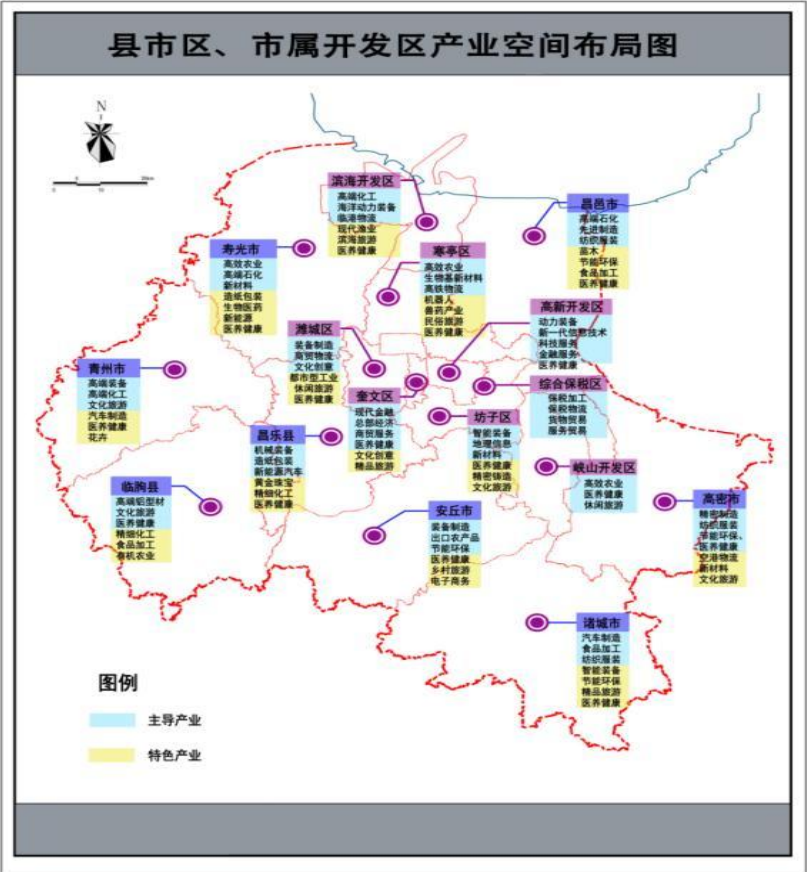 县市区、市属开发区产业空间布局图
N
滨海开发区
高端化工
海洋动力装备
临港物流
现代渔业
滨海旅游
医养健康
昌邑市
高端石化
先进制造
纺织服装
苗木
节能环保
食品加工
医养健康
寿光市
高效农业
高端石化
新材料
造纸包装
生物医药
新能源
医养健康
寒亭区
高效农业
生物基新材料
高铁物流
机器人
兽药产业
民俗旅游
医养健康
高新开发区
动力装备
新一代信息技术
科技服务
金融服务
医养健康
潍城区
装备制造
商贸物流
文化创意
都市型工业
休闲旅游
医养健康
青州市
高端装备
高端化工
文化旅游
汽车制造
医养健康
花卉
奎文区
现代金融
总部经济
商贸服务
医养健康
文化创意
精品旅游
综合保税区
保税加工
保税物流
货物贸易
服务贸易
坊子区
智能装备
地理信息
新材料
医养健康
精密铸造
文化旅游
昌乐县
机械装备
造纸包装
新能源汽车
黄金珠宝
精细化工
医养健康
峡山开发区
高效农业
医养健康
休闲旅游
临朐县
高端铝型材
文化旅游
医养健康
精细化工
食品加工
有机农业
高密市
精密制造
纺织服装
节能环保、
医养健康
空港物流
新材料
文化旅游
安丘市
装备制造
出口农产品
节能环保
医养健康
乡村旅游
电子商务
诸城市
汽车制造
食品加工
纺织服装
智能装备
节能环保
精品旅游
医养健康
图例
主导产业
特色产业